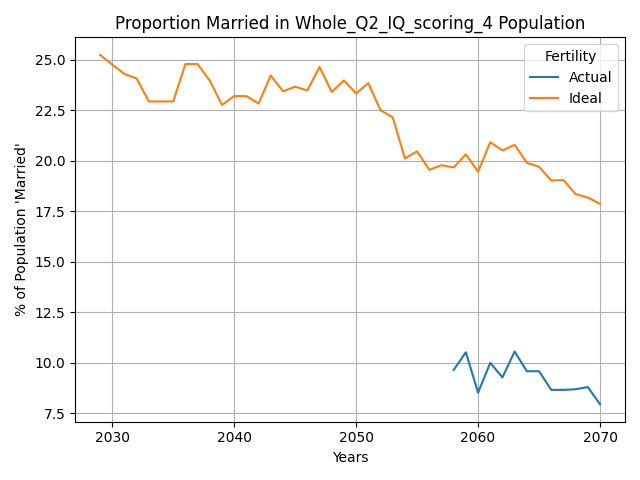 Proportion Married in Whole_Q2_IQ_scoring_4 Population
% of Population 'Married'
25.0
22.5
20.0
17.5
15.0
12.5
10.0
7.5
Fertility
Actual
Ideal
2030 2040 2050 2060 2070
Years